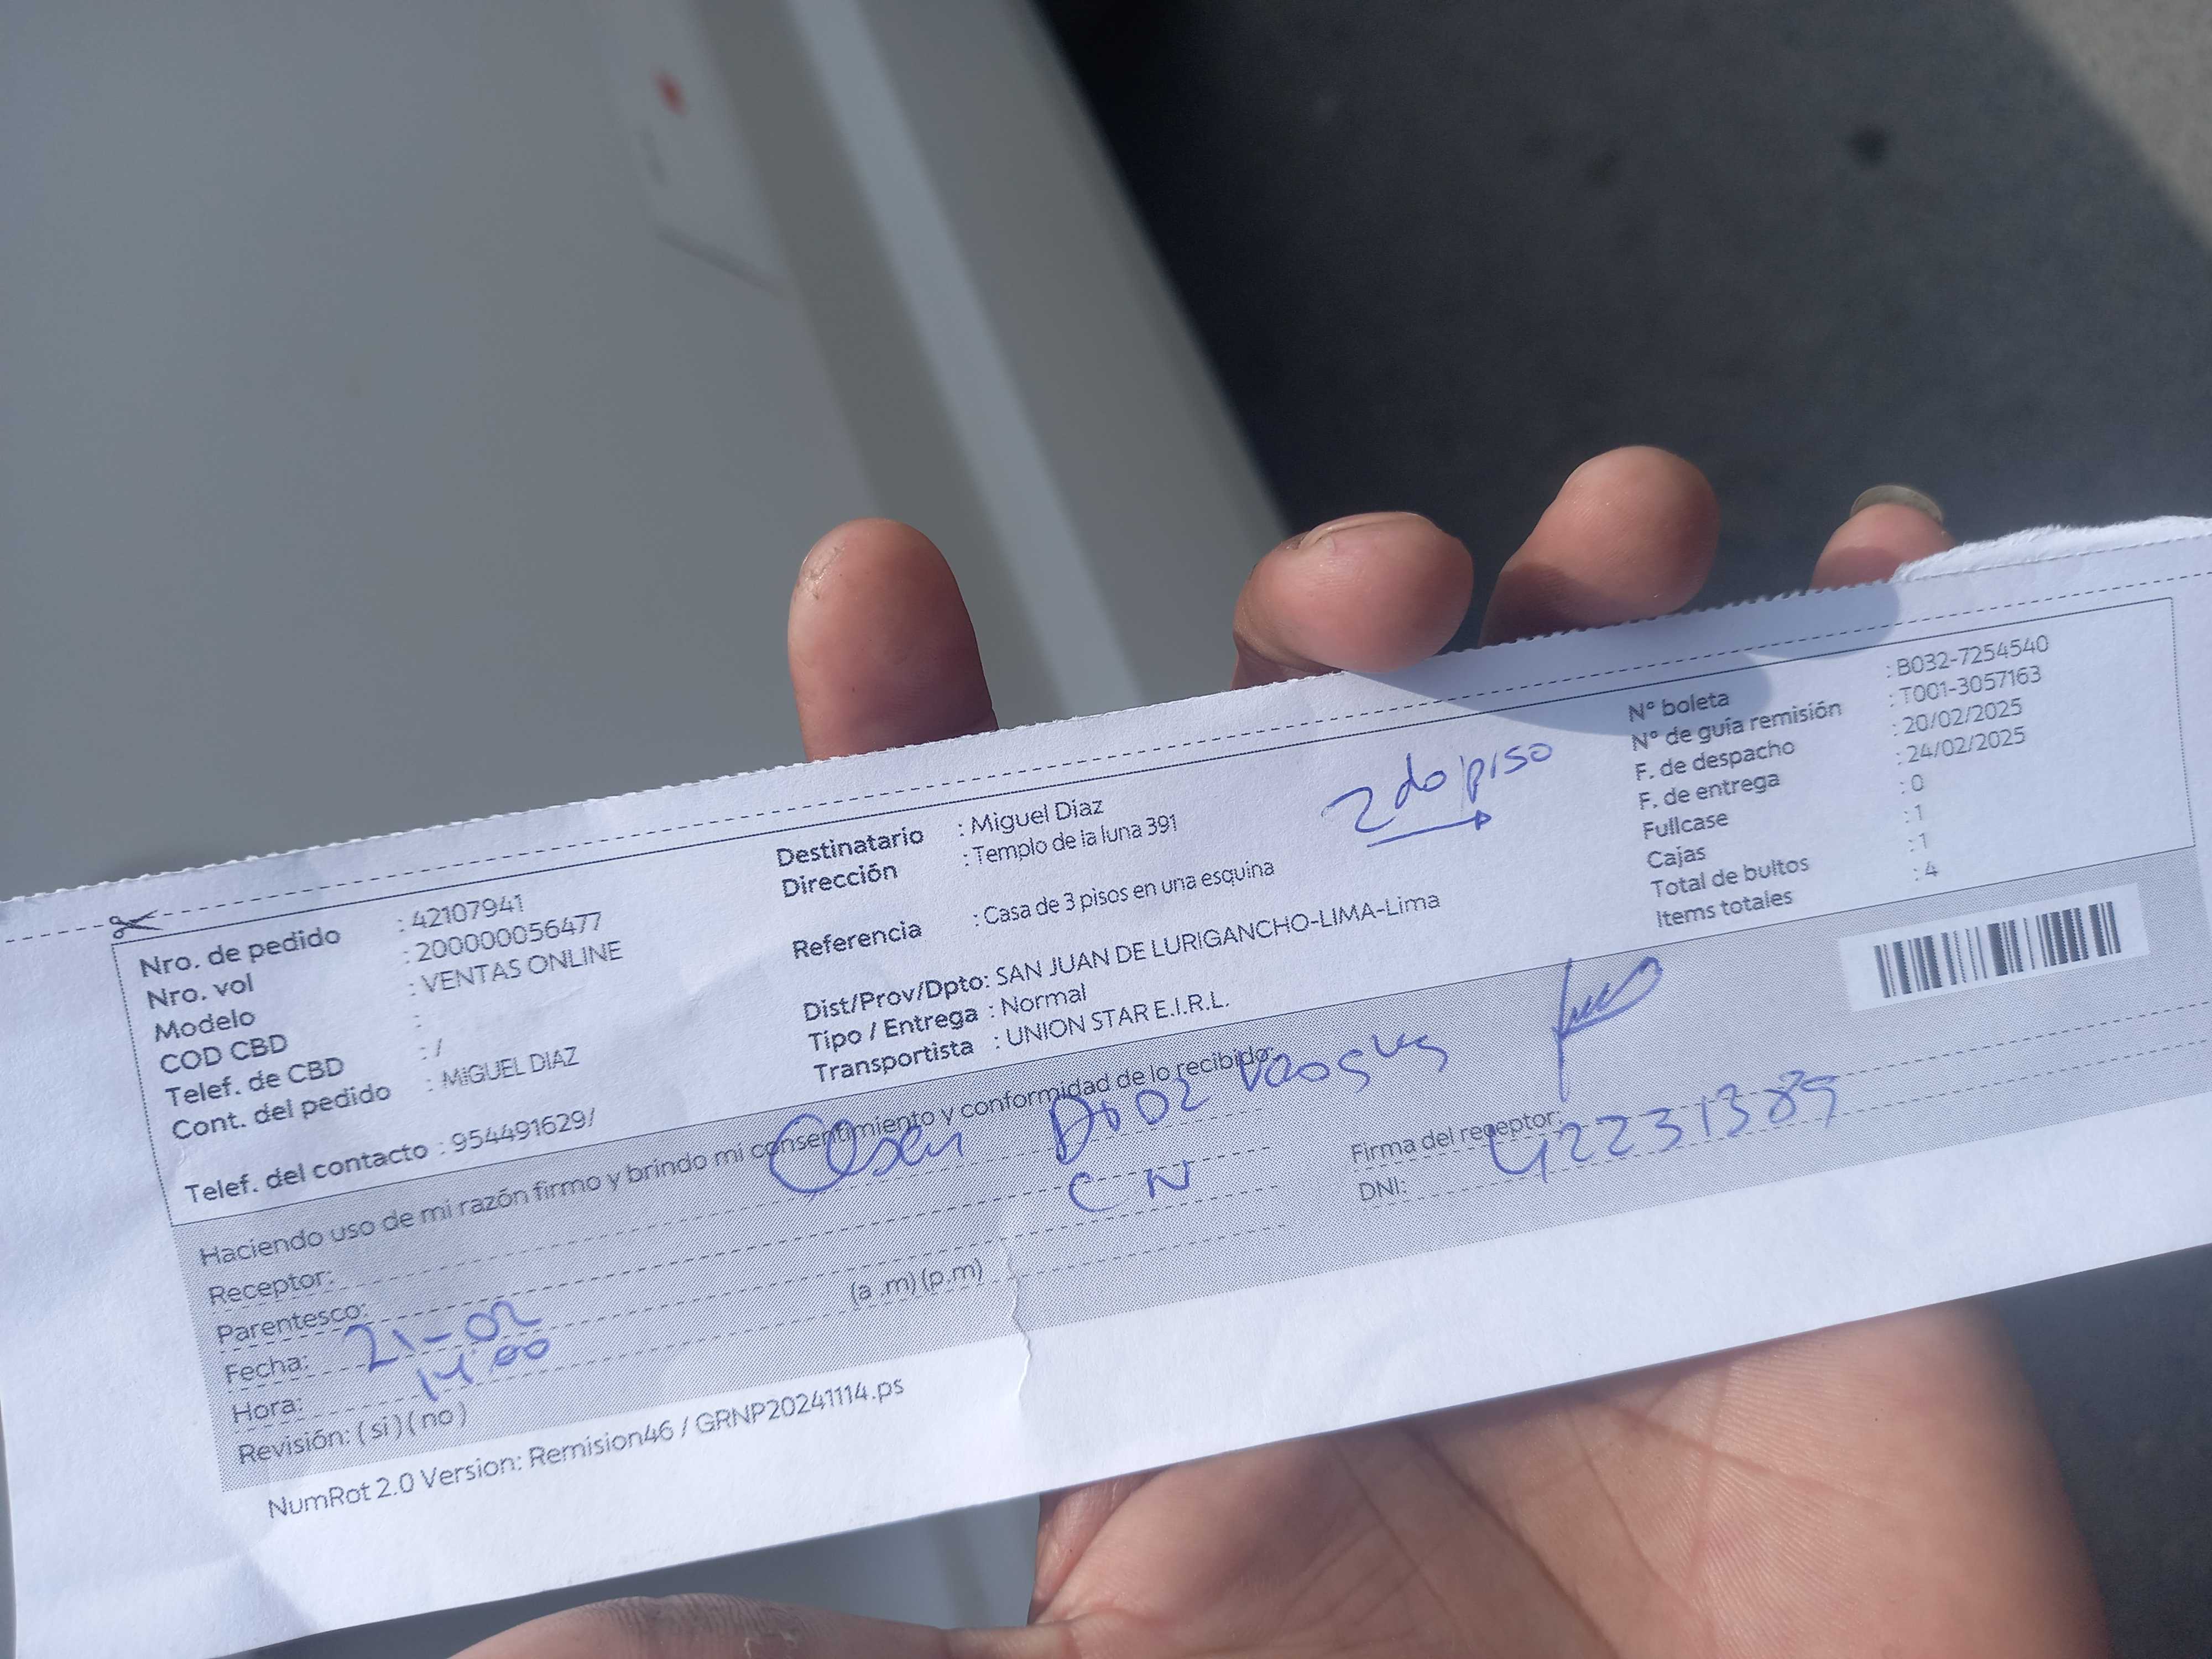 Nro. de pedido : 42107941
Nro. vol : 200000056477
Modelo : VENTAS ONLINE
COD CBD :
Telef. de CBD : /
Cont. del pedido : MIGUEL DIAZ
Telef. del contacto : 954491629/
Destinatario : Miguel Díaz
Dirección : Templo de la luna 391
2do piso
Referencia : Casa de 3 pisos en una esquina
Dist/Prov/Dpto: SAN JUAN DE LURIGANCHO-LIMA-Lima
Tipo / Entrega : Normal
Transportista : UNION STAR E.I.R.L.
N° boleta : B032-7254540
N° de guía remisión : T001-3057163
F. de despacho : 20/02/2025
F. de entrega : 24/02/2025
Fullcase : 0
Cajas : 1
Total de bultos : 1
Items totales : 4
Haciendo uso de mi razón firmo y brindo mi consentimiento y conformidad de lo recibido:
Receptor: Diaz
Parentesco:
Fecha: 21-02
Hora: 14:00 (a .m) (p.m)
Revisión: ( si ) ( no )
Firma del receptor:
DNI: 42231389
NumRot 2.0 Version: Remision46 / GRNP20241114.ps